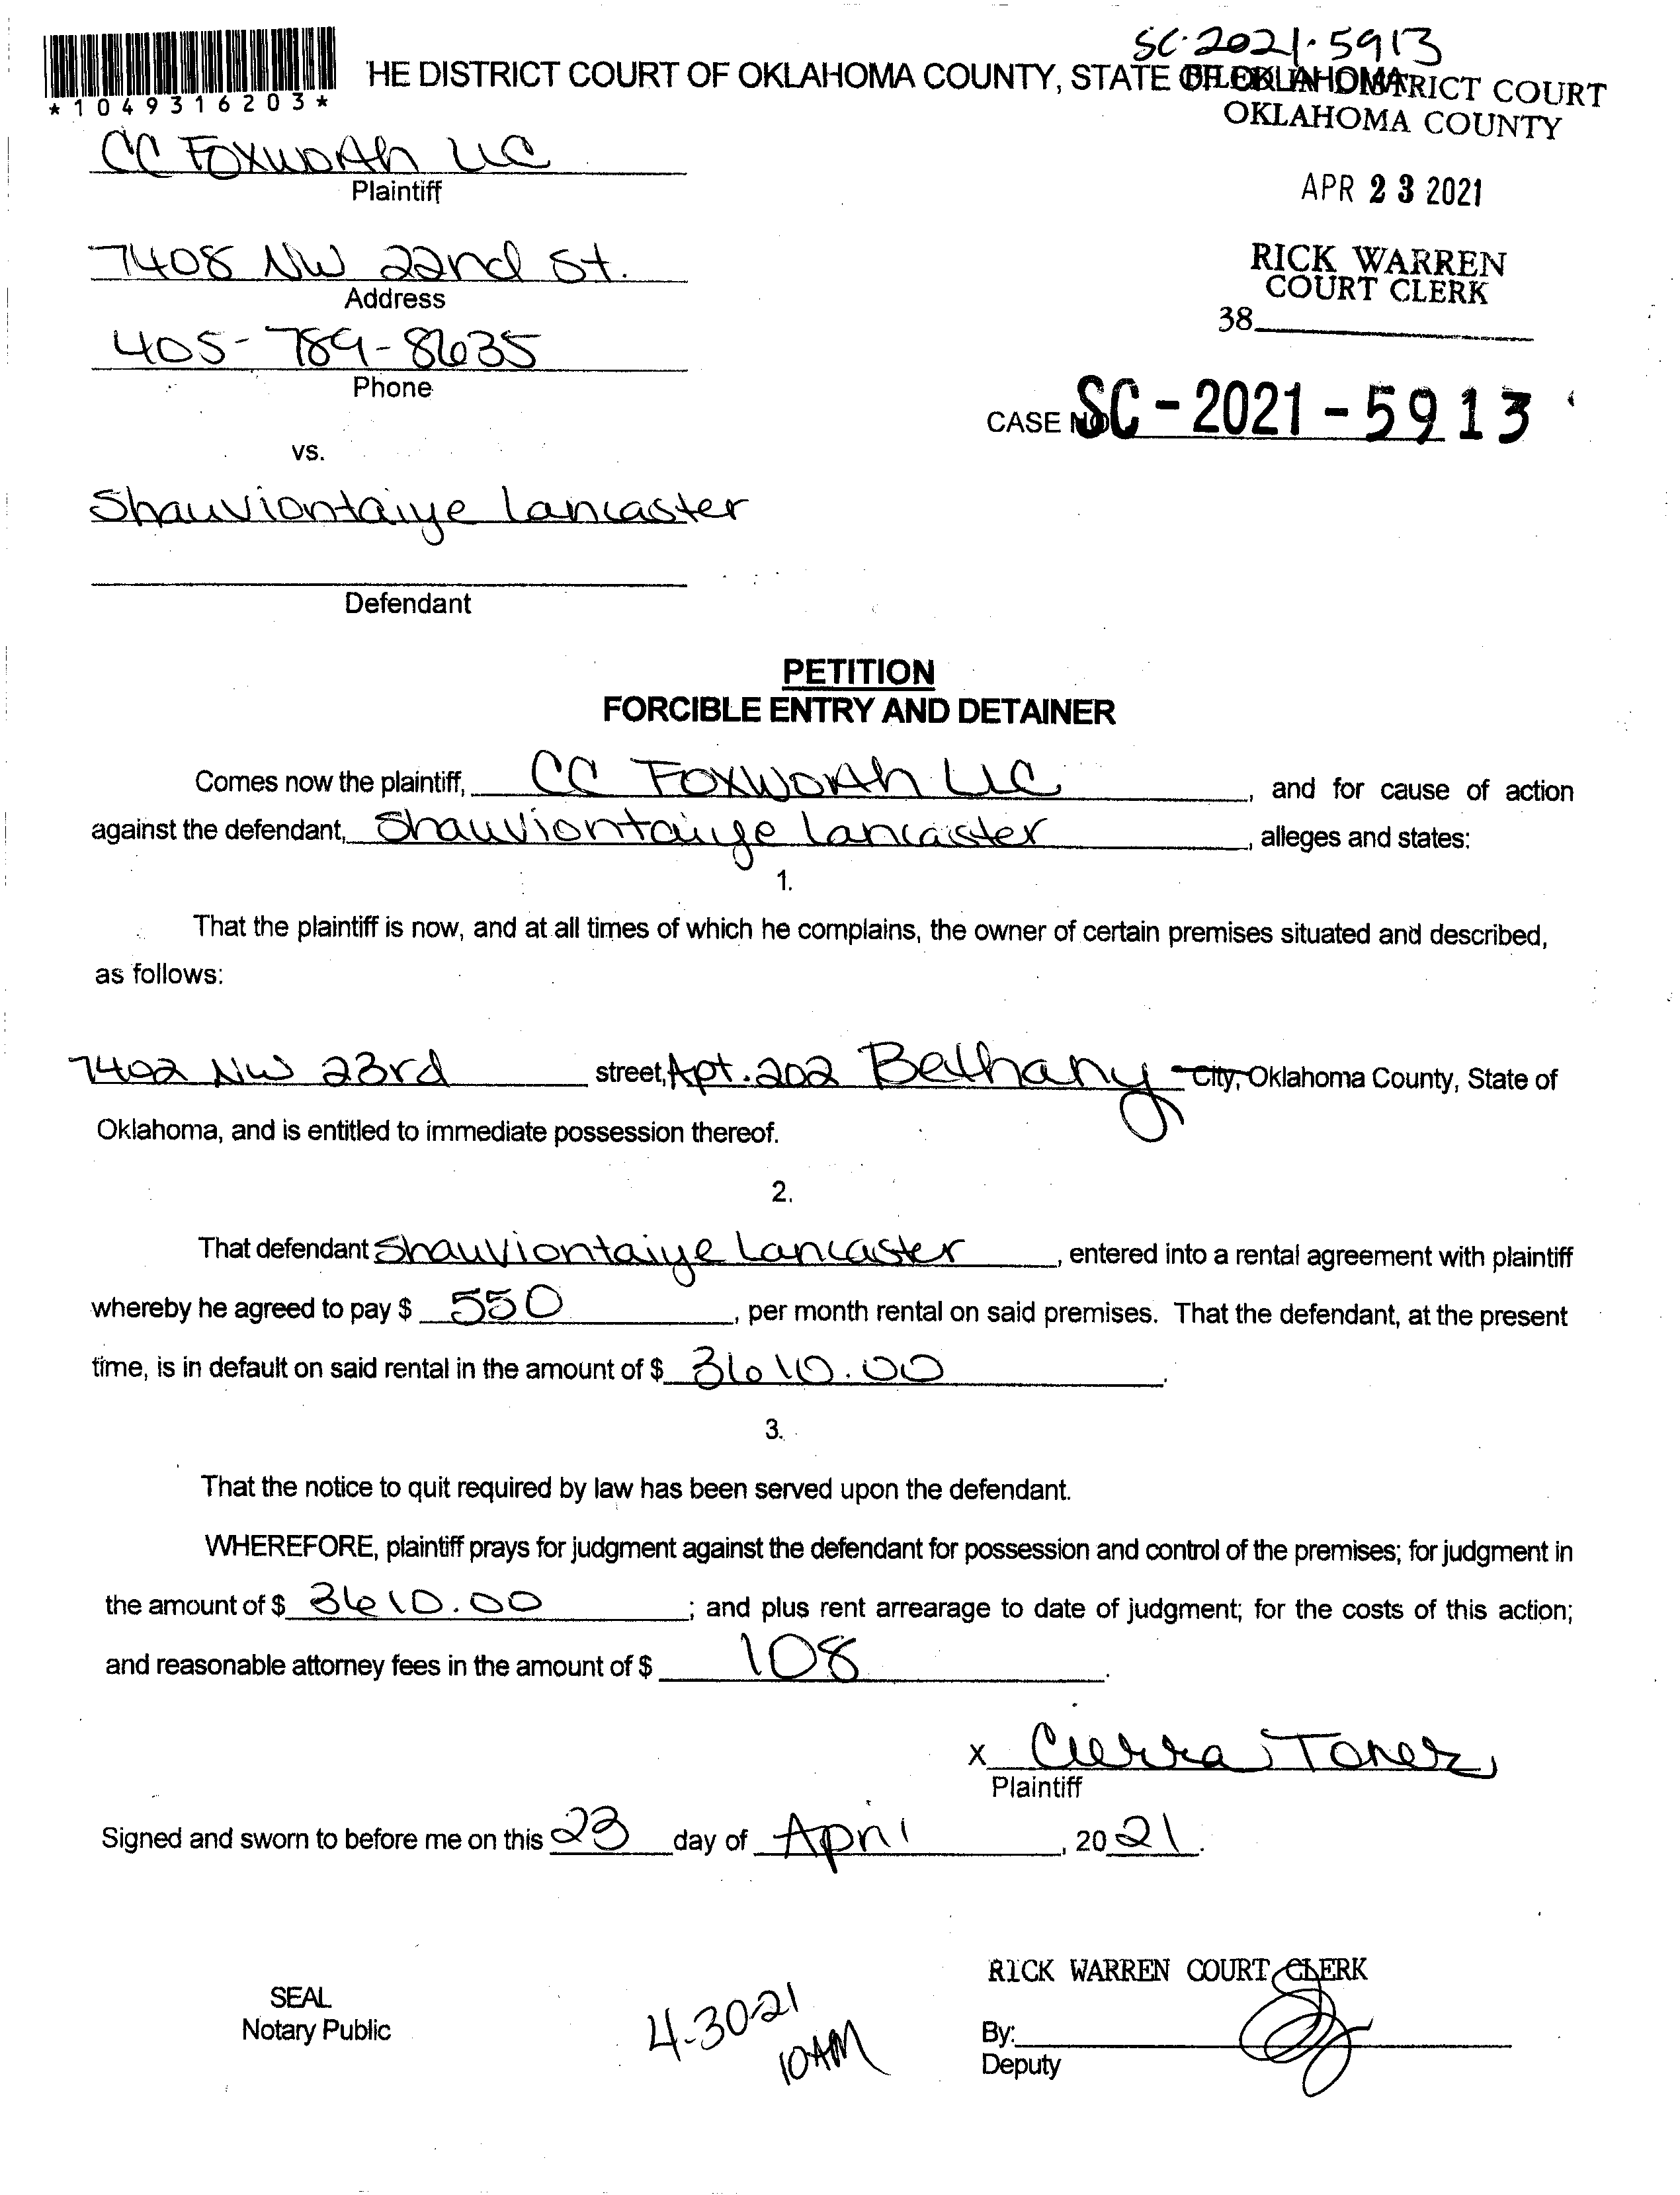 SC-2021-5913
*1049316203*
HE DISTRICT COURT OF OKLAHOMA COUNTY, STATE OF OKLAHOMA
FILED IN DISTRICT COURT
OKLAHOMA COUNTY
CC Foxworth LLC
Plaintiff
APR 23 2021
7408 NW 22nd St.
Address
RICK WARREN
COURT CLERK
38
405-789-8635
Phone
CASE NO SC-2021-5913
vs.
Shauviontaiye Lancaster
Defendant
PETITION
FORCIBLE ENTRY AND DETAINER
Comes now the plaintiff, CC Foxworth LLC, and for cause of action
against the defendant, Shauviontaiye Lancaster, alleges and states:
1.
That the plaintiff is now, and at all times of which he complains, the owner of certain premises situated and described,
as follows:
7402 NW 23rd street, Apt. 202 Bethany City, Oklahoma County, State of
Oklahoma, and is entitled to immediate possession thereof.
2.
That defendant Shauviontaiye Lancaster, entered into a rental agreement with plaintiff
whereby he agreed to pay $ 550, per month rental on said premises. That the defendant, at the present
time, is in default on said rental in the amount of $ 3610.00.
3.
That the notice to quit required by law has been served upon the defendant.
WHEREFORE, plaintiff prays for judgment against the defendant for possession and control of the premises; for judgment in
the amount of $ 3610.00; and plus rent arrearage to date of judgment; for the costs of this action;
and reasonable attorney fees in the amount of $ 108.
x Cierra Torrez
Plaintiff
Signed and sworn to before me on this 23 day of April, 2021.
RICK WARREN COURT CLERK
SEAL
Notary Public
4-30-21
10AM
By:
Deputy